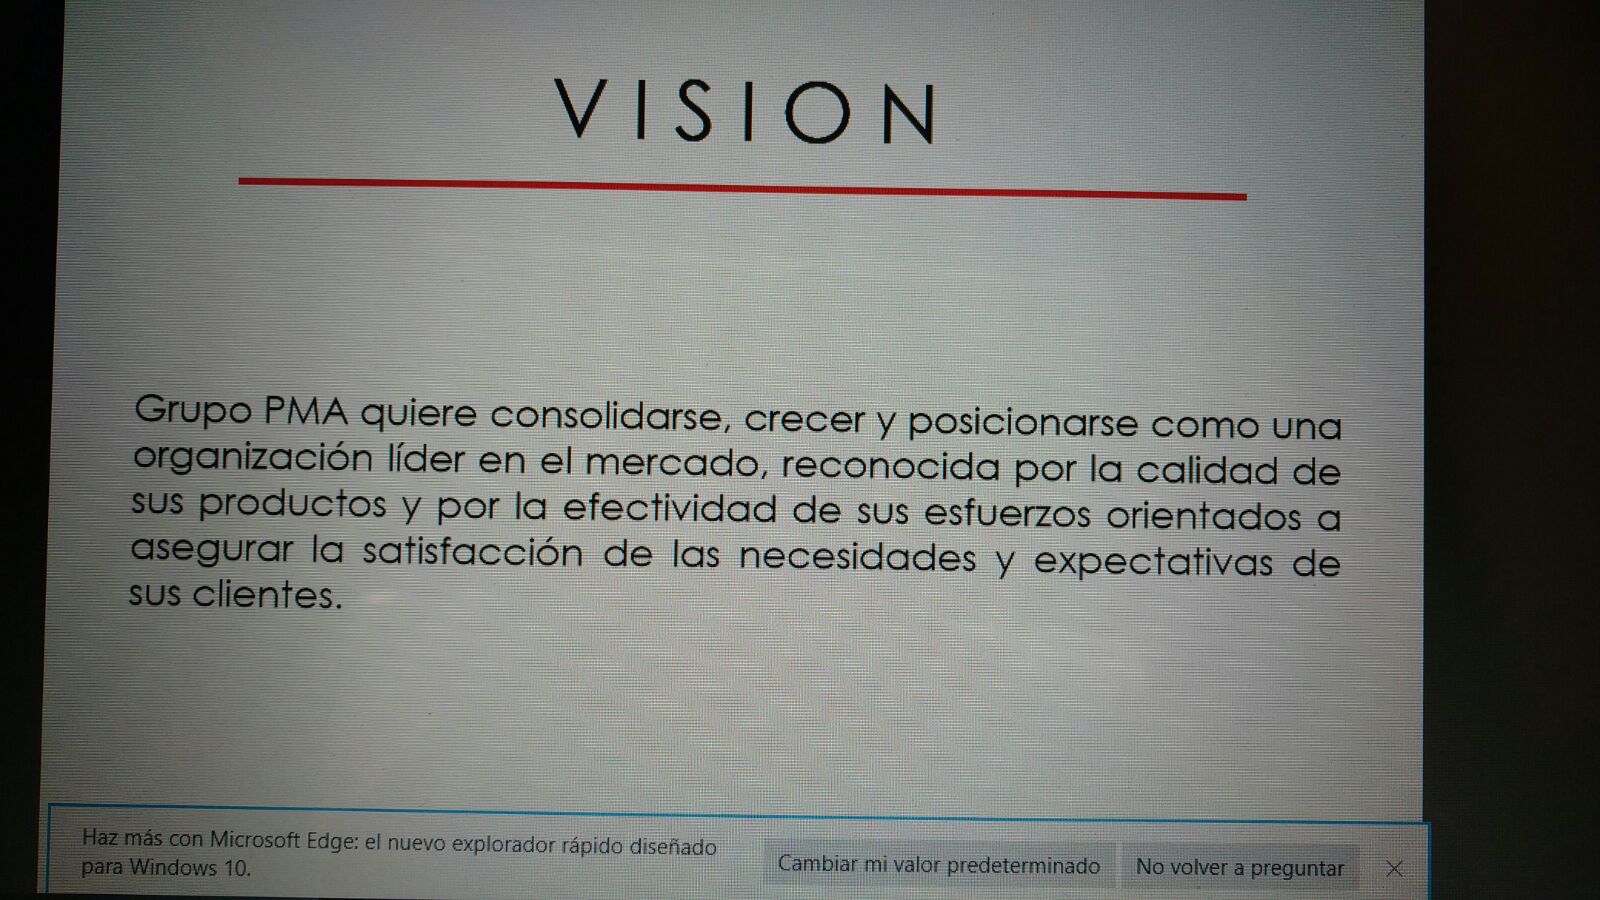 VISION
Grupo PMA quiere consolidarse, crecer y posicionarse como una
organización líder en el mercado, reconocida por la calidad de
sus productos y por la efectividad de sus esfuerzos orientados a
asegurar la satisfacción de las necesidades y expectativas de
sus clientes.
Haz más con Microsoft Edge: el nuevo explorador rápido diseñado
para Windows 10.
Cambiar mi valor predeterminado
No volver a preguntar